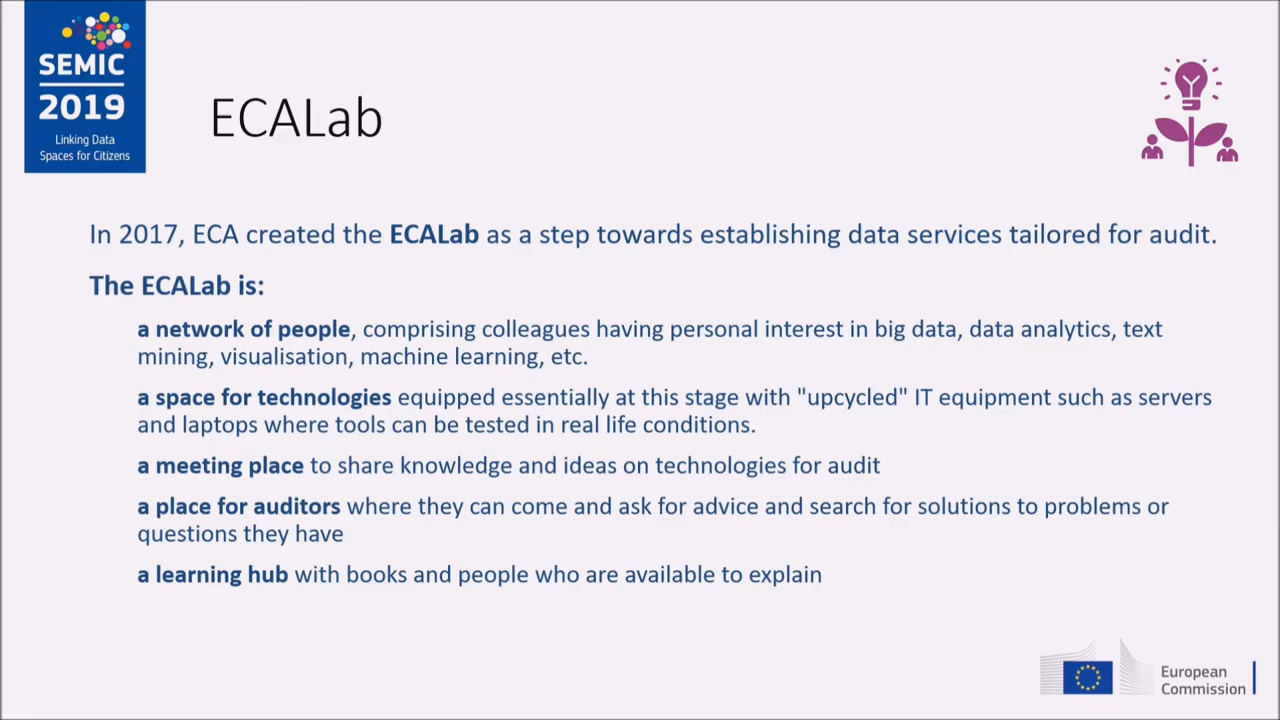 SEMIC
2019
Linking Data
Spaces for Citizens
ECALab
In 2017, ECA created the ECALab as a step towards establishing data services tailored for audit.
The ECALab is:
a network of people, comprising colleagues having personal interest in big data, data analytics, text
mining, visualisation, machine learning, etc.
a space for technologies equipped essentially at this stage with "upcycled" IT equipment such as servers
and laptops where tools can be tested in real life conditions.
a meeting place to share knowledge and ideas on technologies for audit
a place for auditors where they can come and ask for advice and search for solutions to problems or
questions they have
a learning hub with books and people who are available to explain
European
Commission